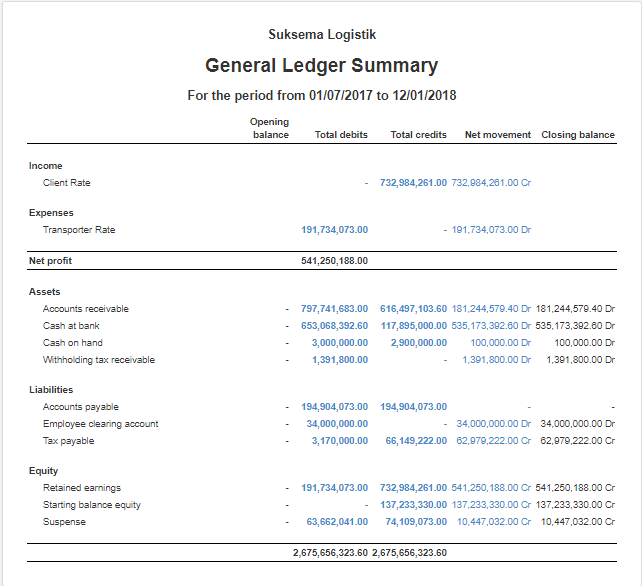 Suksema Logistik
General Ledger Summary
For the period from 01/07/2017 to 12/01/2018
Opening
balance Total debits Total credits Net movement Closing balance
Income
Client Rate - 732,984,261.00 732,984,261.00 Cr
Expenses
Transporter Rate 191,734,073.00 - 191,734,073.00 Dr
Net profit 541,250,188.00
Assets
Accounts receivable - 797,741,683.00 616,497,103.60 181,244,579.40 Dr 181,244,579.40 Dr
Cash at bank - 653,068,392.60 117,895,000.00 535,173,392.60 Dr 535,173,392.60 Dr
Cash on hand - 3,000,000.00 2,900,000.00 100,000.00 Dr 100,000.00 Dr
Withholding tax receivable - 1,391,800.00 - 1,391,800.00 Dr 1,391,800.00 Dr
Liabilities
Accounts payable - 194,904,073.00 194,904,073.00 - -
Employee clearing account - 34,000,000.00 - 34,000,000.00 Dr 34,000,000.00 Dr
Tax payable - 3,170,000.00 66,149,222.00 62,979,222.00 Cr 62,979,222.00 Cr
Equity
Retained earnings - 191,734,073.00 732,984,261.00 541,250,188.00 Cr 541,250,188.00 Cr
Starting balance equity - - 137,233,330.00 137,233,330.00 Cr 137,233,330.00 Cr
Suspense - 63,662,041.00 74,109,073.00 10,447,032.00 Cr 10,447,032.00 Cr
2,675,656,323.60 2,675,656,323.60